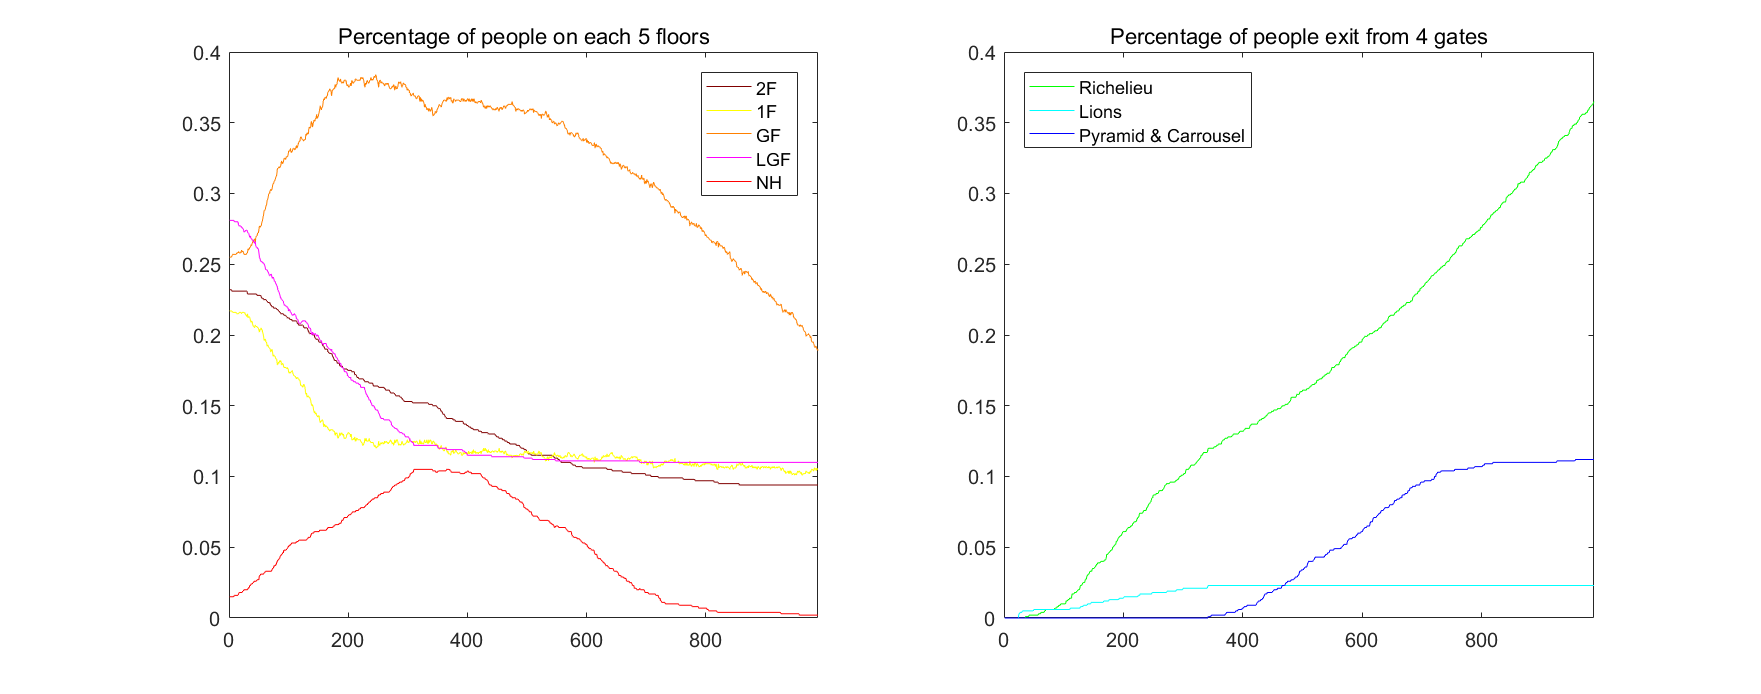 Percentage of people on each 5 floors
0.4
0.35
0.3
0.25
0.2
0.15
0.1
0.05
0
0 200 400 600 800
2F
1F
GF
LGF
NH
Percentage of people exit from 4 gates
0.4
0.35
0.3
0.25
0.2
0.15
0.1
0.05
0
0 200 400 600 800
Richelieu
Lions
Pyramid & Carrousel